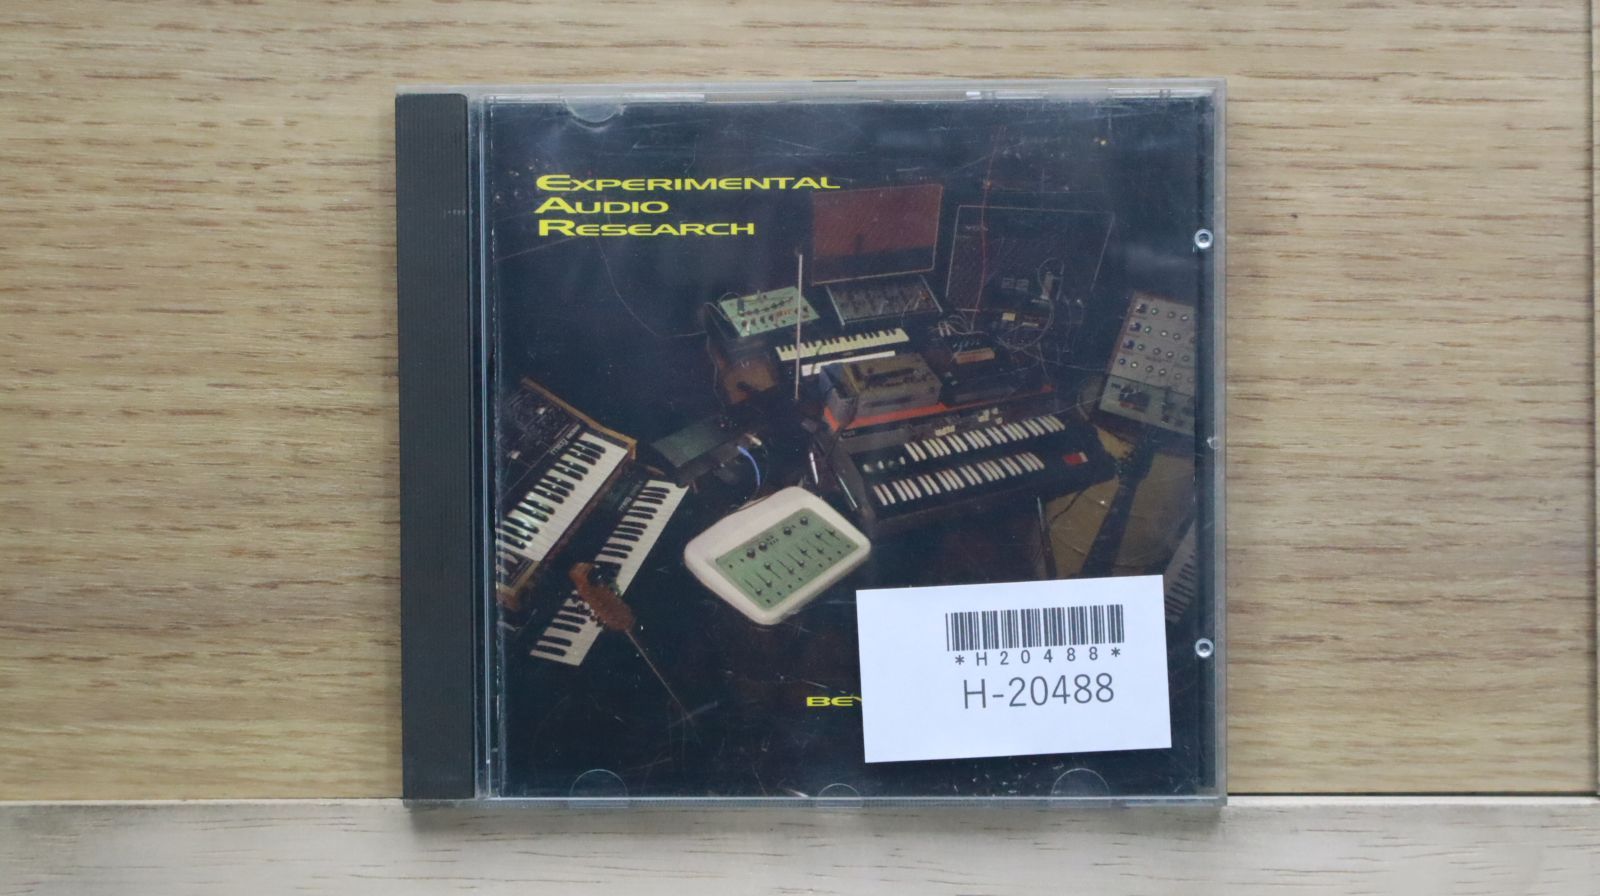 EXPERIMENTAL
AUDIO
RESEARCH
*H20488*
H-20488